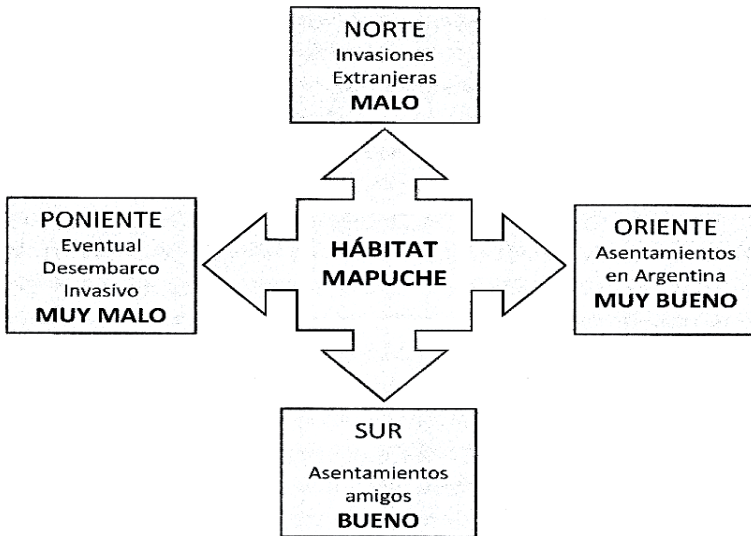 NORTE
Invasiones
Extranjeras
MALO
PONIENTE
Eventual
Desembarco
Invasivo
MUY MALO
HÁBITAT
MAPUCHE
ORIENTE
Asentamientos
en Argentina
MUY BUENO
SUR
Asentamientos
amigos
BUENO